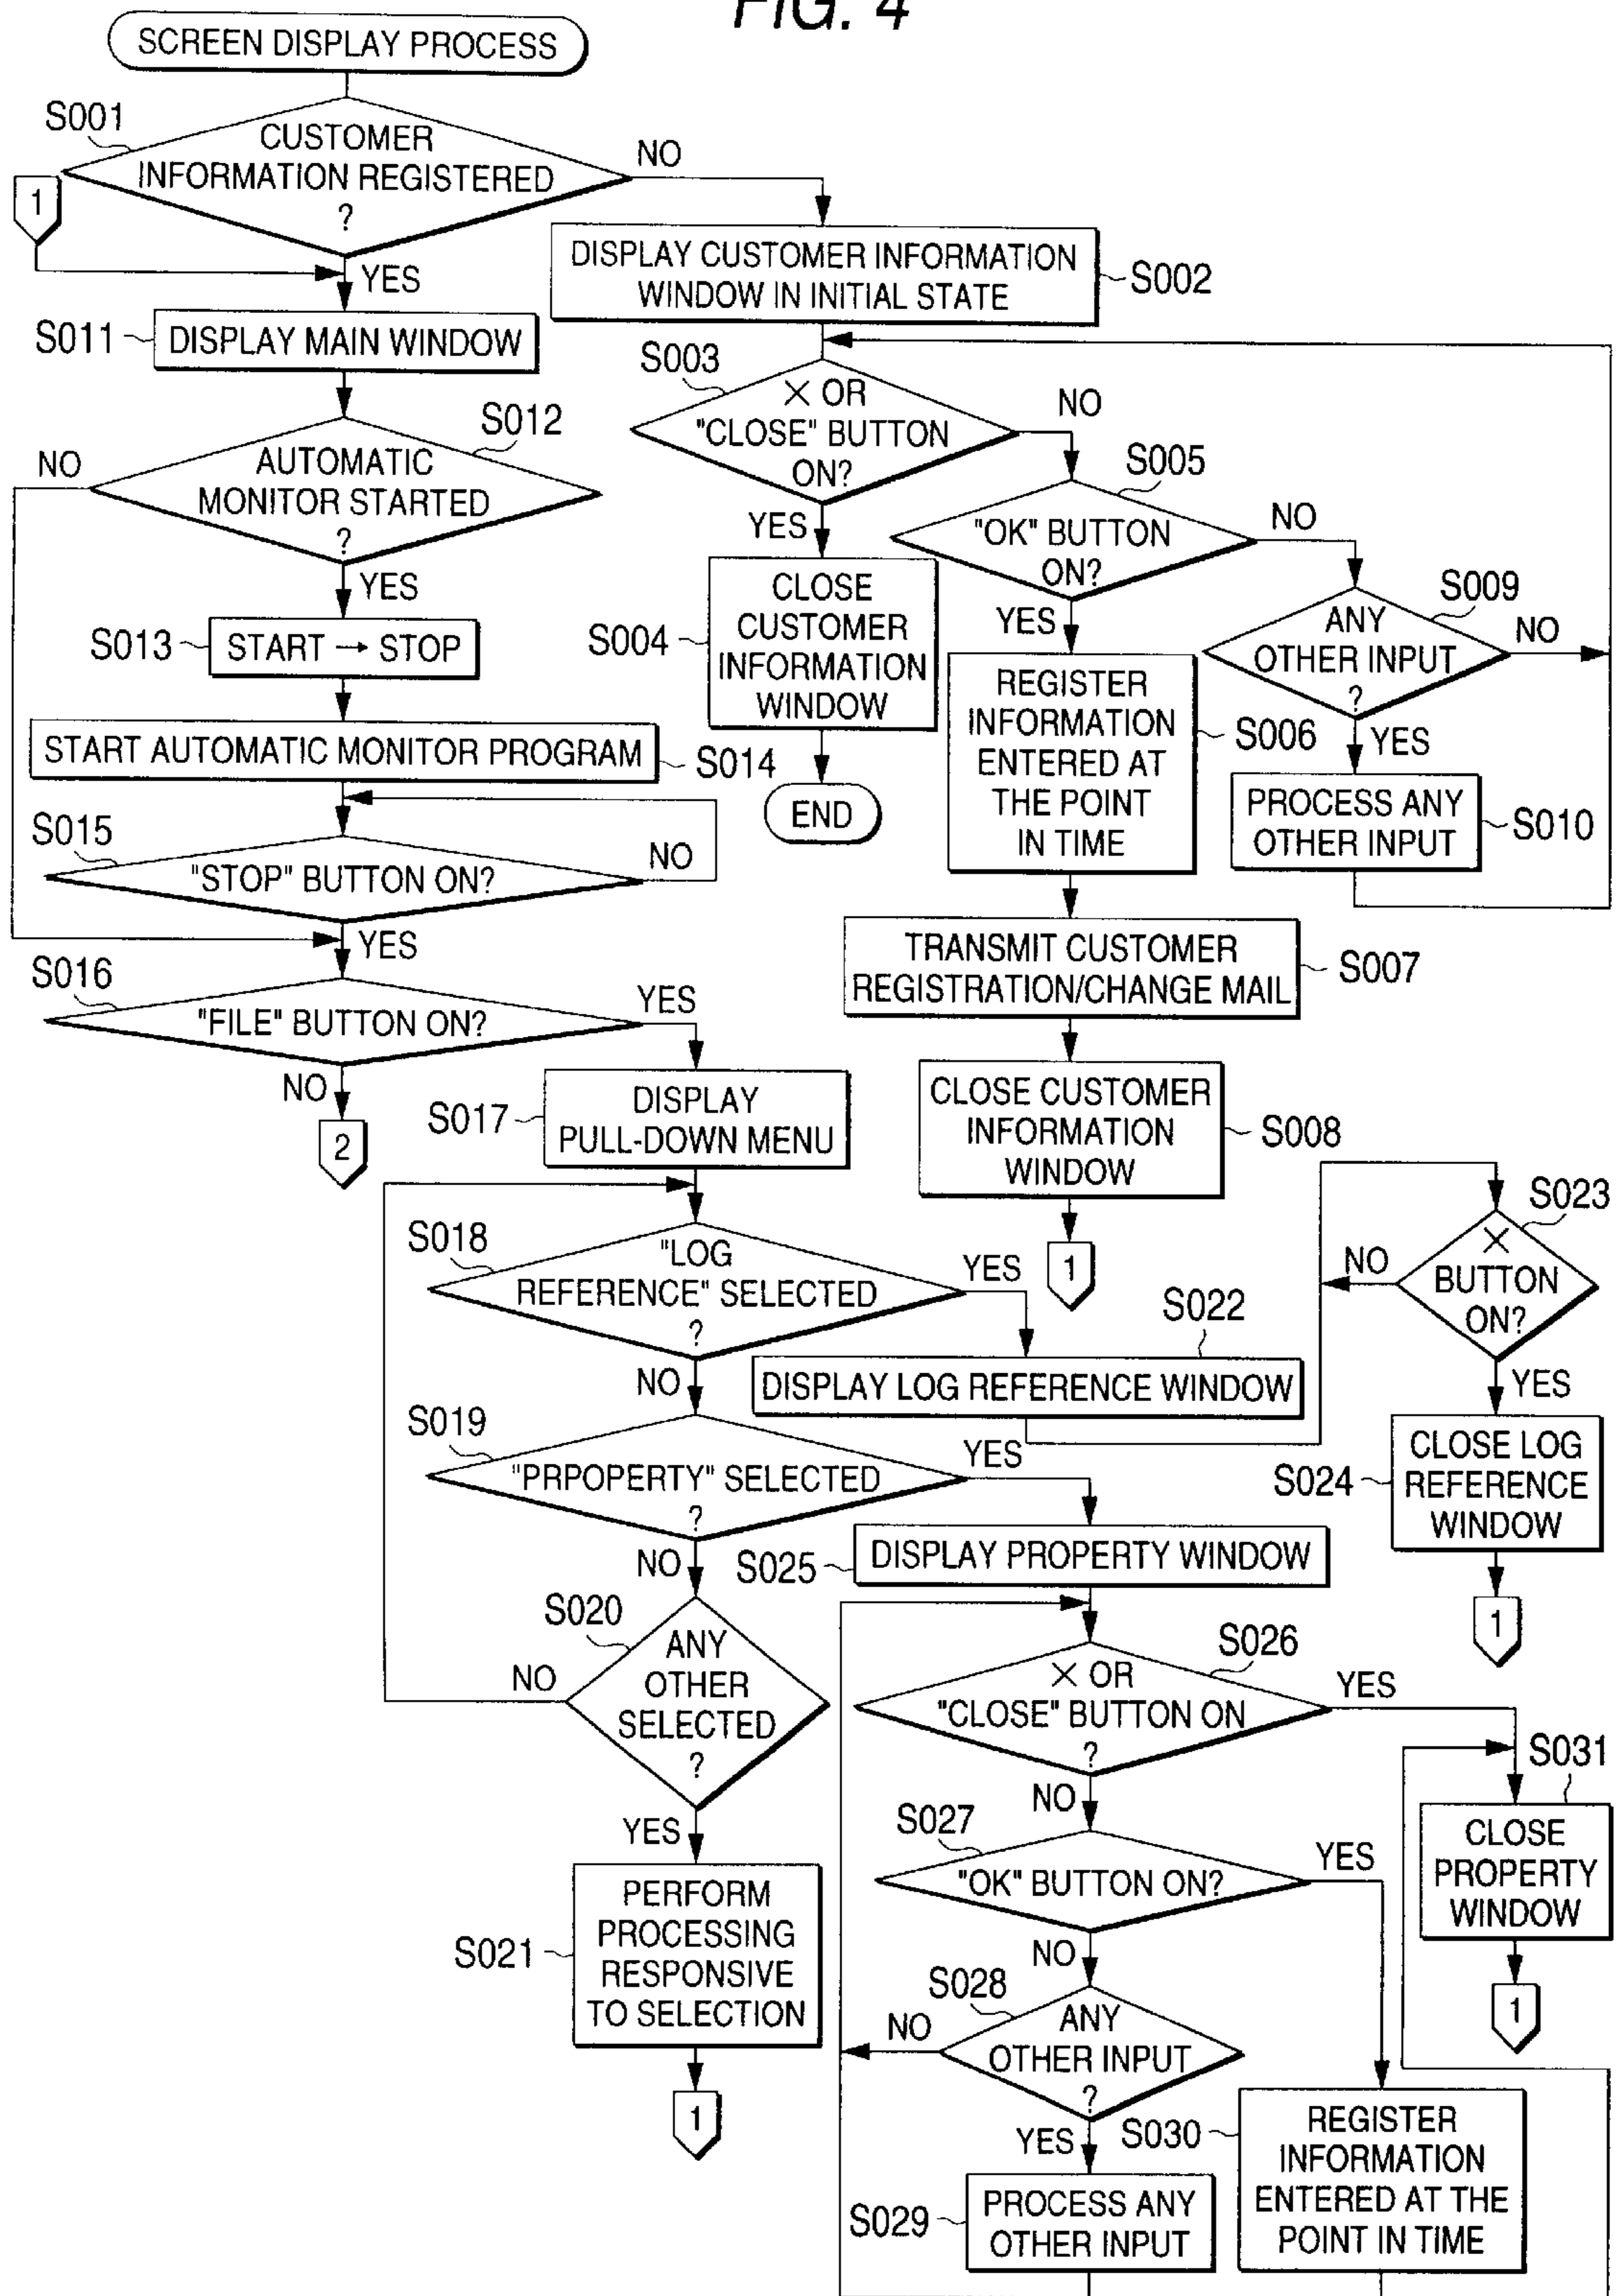 FIG. 4
SCREEN DISPLAY PROCESS
S001
CUSTOMER
INFORMATION REGISTERED
?
NO
1
YES
DISPLAY CUSTOMER INFORMATION
WINDOW IN INITIAL STATE
S002
S011
DISPLAY MAIN WINDOW
S003
× OR
"CLOSE" BUTTON
ON?
NO
YES
S012
NO
AUTOMATIC
MONITOR STARTED
?
YES
S005
"OK" BUTTON
ON?
NO
YES
S004
CLOSE
CUSTOMER
INFORMATION
WINDOW
END
S009
ANY
OTHER INPUT
?
NO
YES
S013
START → STOP
S006
REGISTER
INFORMATION
ENTERED AT
THE POINT
IN TIME
START AUTOMATIC MONITOR PROGRAM
S014
PROCESS ANY
OTHER INPUT
S010
S015
"STOP" BUTTON ON?
NO
YES
TRANSMIT CUSTOMER
REGISTRATION/CHANGE MAIL
S007
S016
"FILE" BUTTON ON?
YES
NO
2
S017
DISPLAY
PULL-DOWN MENU
CLOSE CUSTOMER
INFORMATION
WINDOW
S008
1
S018
"LOG
REFERENCE" SELECTED
?
YES
NO
S022
DISPLAY LOG REFERENCE WINDOW
S023
×
BUTTON
ON?
NO
YES
S024
CLOSE LOG
REFERENCE
WINDOW
1
S019
"PRPOPERTY" SELECTED
?
YES
NO
S025
DISPLAY PROPERTY WINDOW
S020
ANY
OTHER
SELECTED
?
NO
YES
S026
× OR
"CLOSE" BUTTON ON
?
YES
NO
S031
CLOSE
PROPERTY
WINDOW
1
S027
"OK" BUTTON ON?
YES
NO
S021
PERFORM
PROCESSING
RESPONSIVE
TO SELECTION
1
S028
ANY
OTHER INPUT
?
NO
YES
S030
REGISTER
INFORMATION
ENTERED AT THE
POINT IN TIME
S029
PROCESS ANY
OTHER INPUT